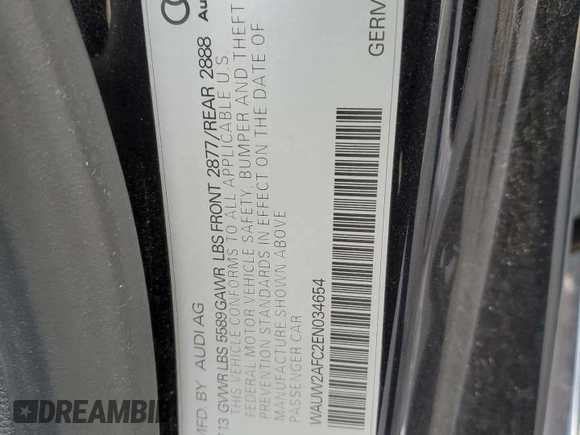 Au
GERM
MFD. BY AUDI AG
13 GVWR LBS 5589 GAWR LBS FRONT 2877/REAR 2888
THIS VEHICLE CONFORMS TO ALL APPLICABLE U.S.
FEDERAL MOTOR VEHICLE SAFETY, BUMPER AND THEFT
PREVENTION STANDARDS IN EFFECT ON THE DATE OF
MANUFACTURE SHOWN ABOVE
PASSENGER CAR
WAUW2AFC2EN034654
DREAMBID